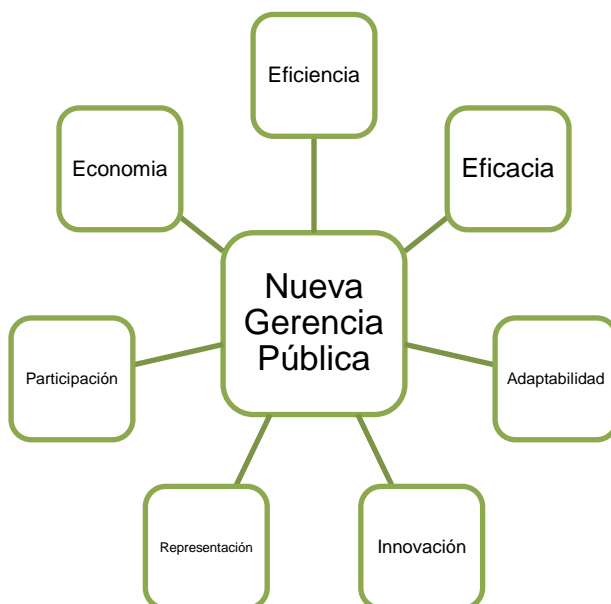 Eficiencia
Economia
Eficacia
Nueva
Gerencia
Pública
Participación
Adaptabilidad
Representación
Innovación